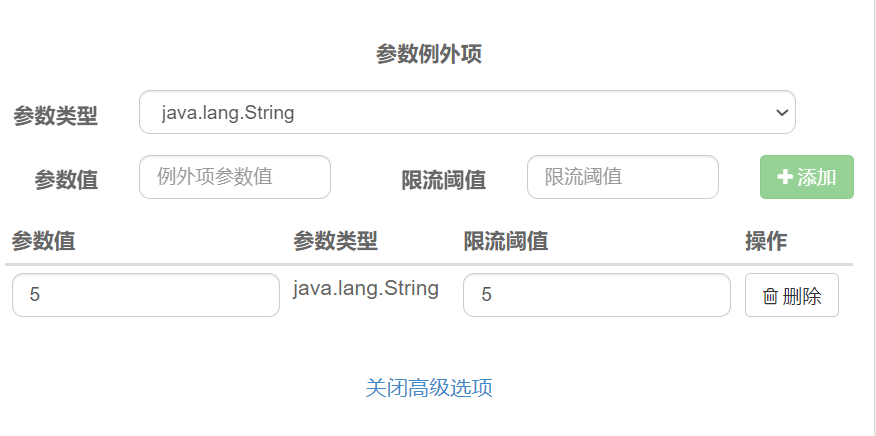 参数例外项
参数类型 java.lang.String
参数值 例外项参数值 限流阈值 限流阈值 添加
参数值 参数类型 限流阈值 操作
5 java.lang.String 5 删除
关闭高级选项